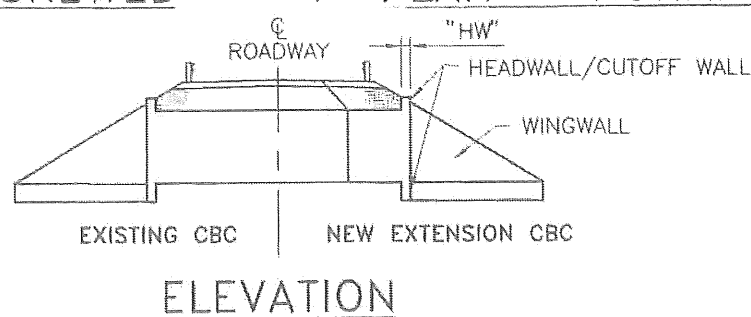 ℄
ROADWAY
"HW"
HEADWALL/CUTOFF WALL
WINGWALL
EXISTING CBC
NEW EXTENSION CBC
ELEVATION